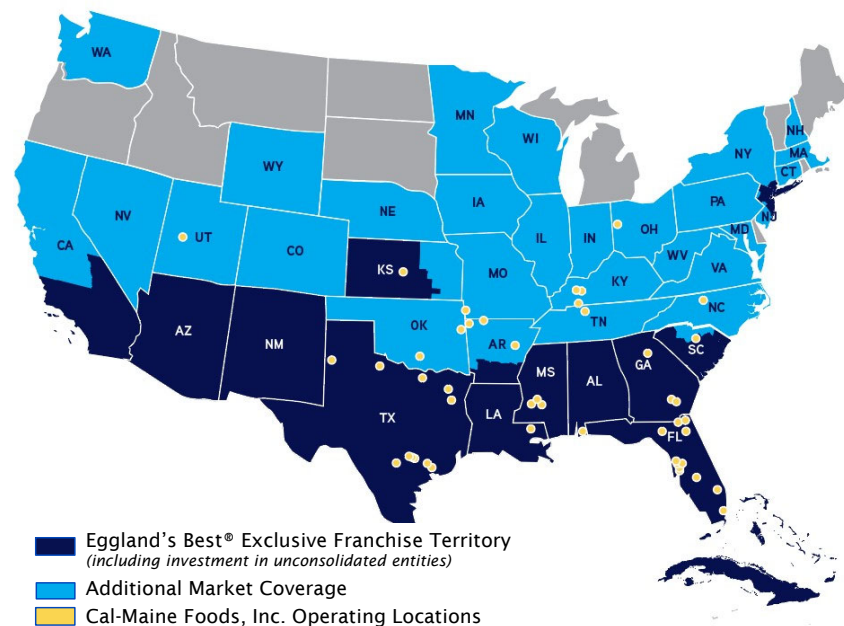 WA
MN
WI
NH
NY
MA
CT
WY
IA
PA
NE
NJ
NV
UT
IL
IN
OH
MD
CA
CO
WV
VA
KS
MO
KY
NC
AZ
NM
OK
AR
TN
SC
MS
AL
GA
TX
LA
FL
Eggland's Best® Exclusive Franchise Territory
(including investment in unconsolidated entities)
Additional Market Coverage
Cal-Maine Foods, Inc. Operating Locations